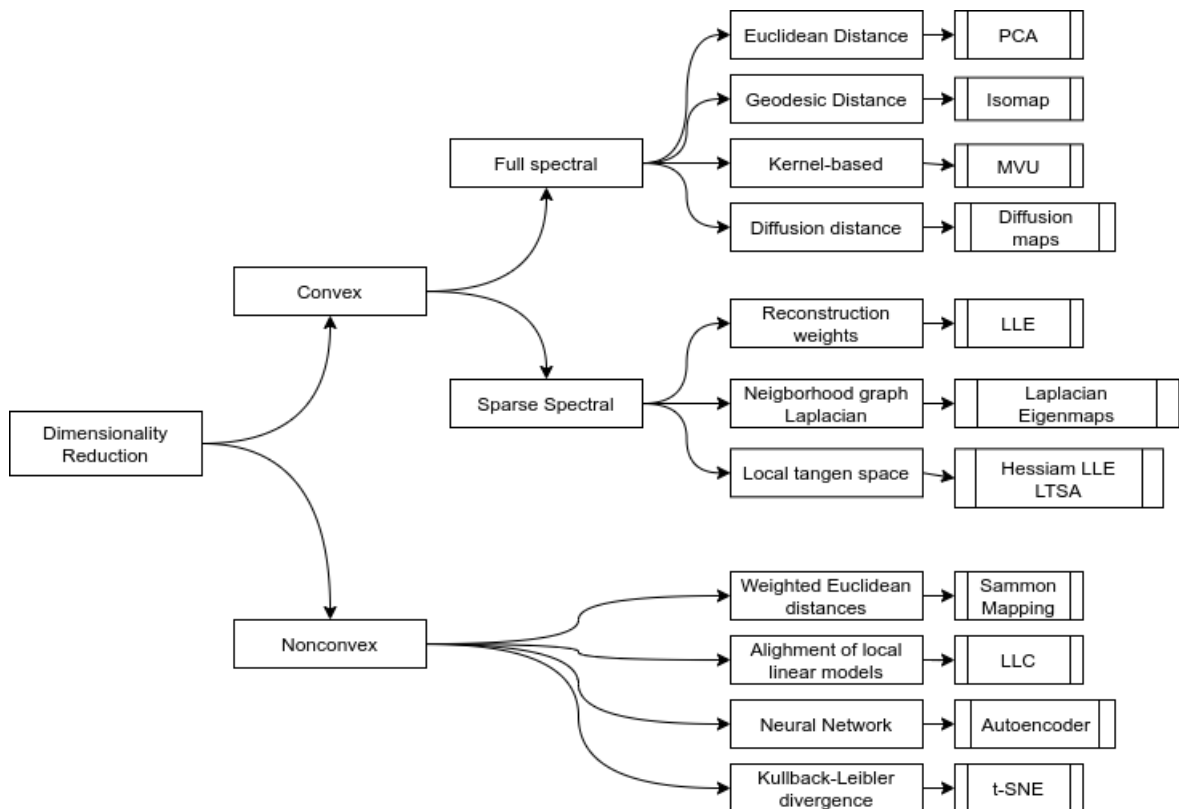 Euclidean Distance
PCA
Geodesic Distance
Isomap
Full spectral
Kernel-based
MVU
Diffusion distance
Diffusion
maps
Convex
Reconstruction
weights
LLE
Sparse Spectral
Neigborhood graph
Laplacian
Laplacian
Eigenmaps
Dimensionality
Reduction
Local tangen space
Hessiam LLE
LTSA
Weighted Euclidean
distances
Sammon
Mapping
Nonconvex
Alighment of local
linear models
LLC
Neural Network
Autoencoder
Kullback-Leibler
divergence
t-SNE